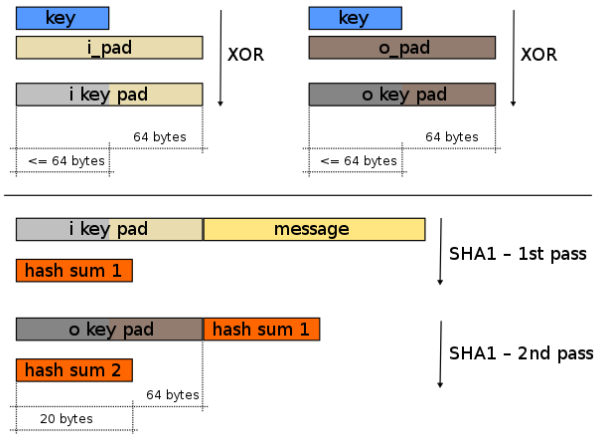 key
key
i_pad
XOR
o_pad
XOR
i key pad
o key pad
64 bytes
64 bytes
<= 64 bytes
<= 64 bytes
i key pad
message
SHA1 – 1st pass
hash sum 1
o key pad
hash sum 1
SHA1 – 2nd pass
hash sum 2
64 bytes
20 bytes